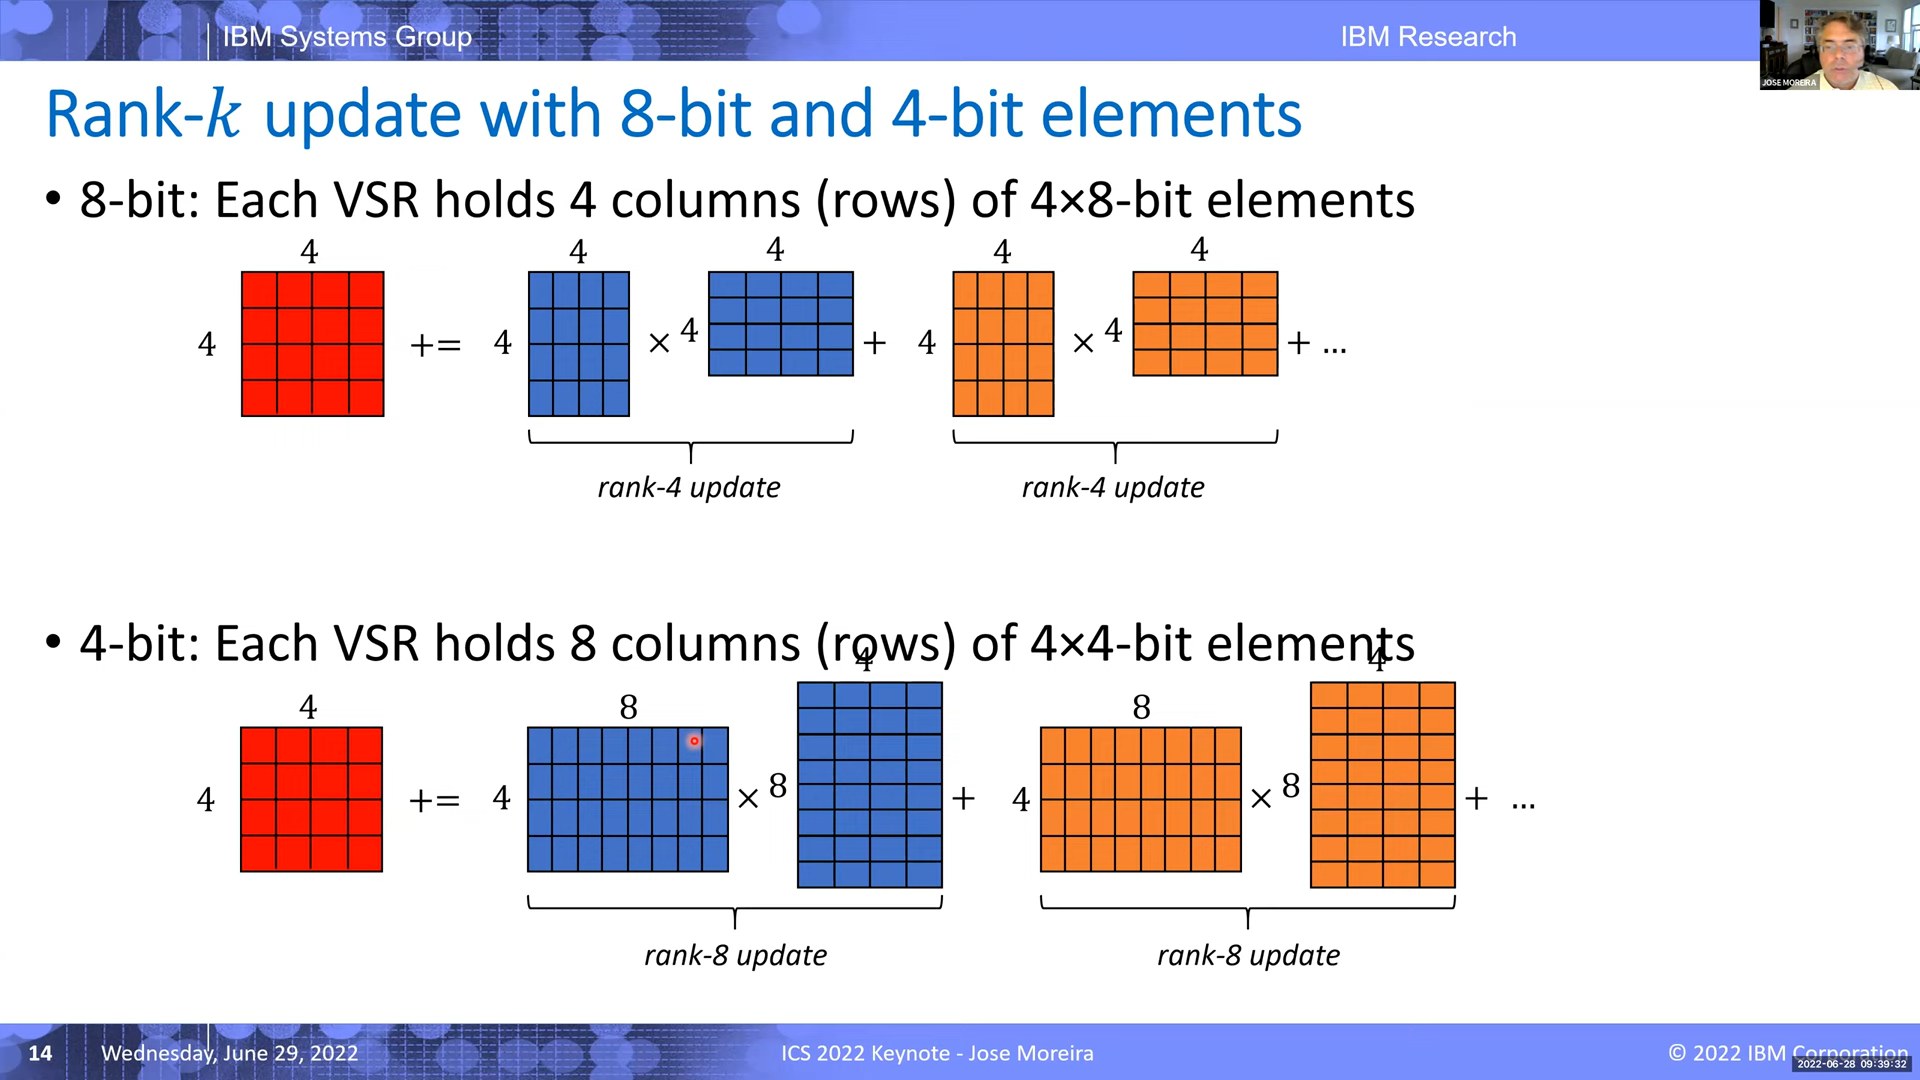 IBM Systems Group
IBM Research
JOSE MOREIRA
Rank-k update with 8-bit and 4-bit elements
• 8-bit: Each VSR holds 4 columns (rows) of 4×8-bit elements
4 4 4 4 4
4 += 4 × 4 + 4 × 4 + ...
rank-4 update rank-4 update
• 4-bit: Each VSR holds 8 columns (rows) of 4×4-bit elements
4 8 4 8 4
4 += 4 × 8 + 4 × 8 + ...
rank-8 update rank-8 update
14 Wednesday, June 29, 2022 ICS 2022 Keynote - Jose Moreira © 2022 IBM Corporation
2022-06-28 09:39:32